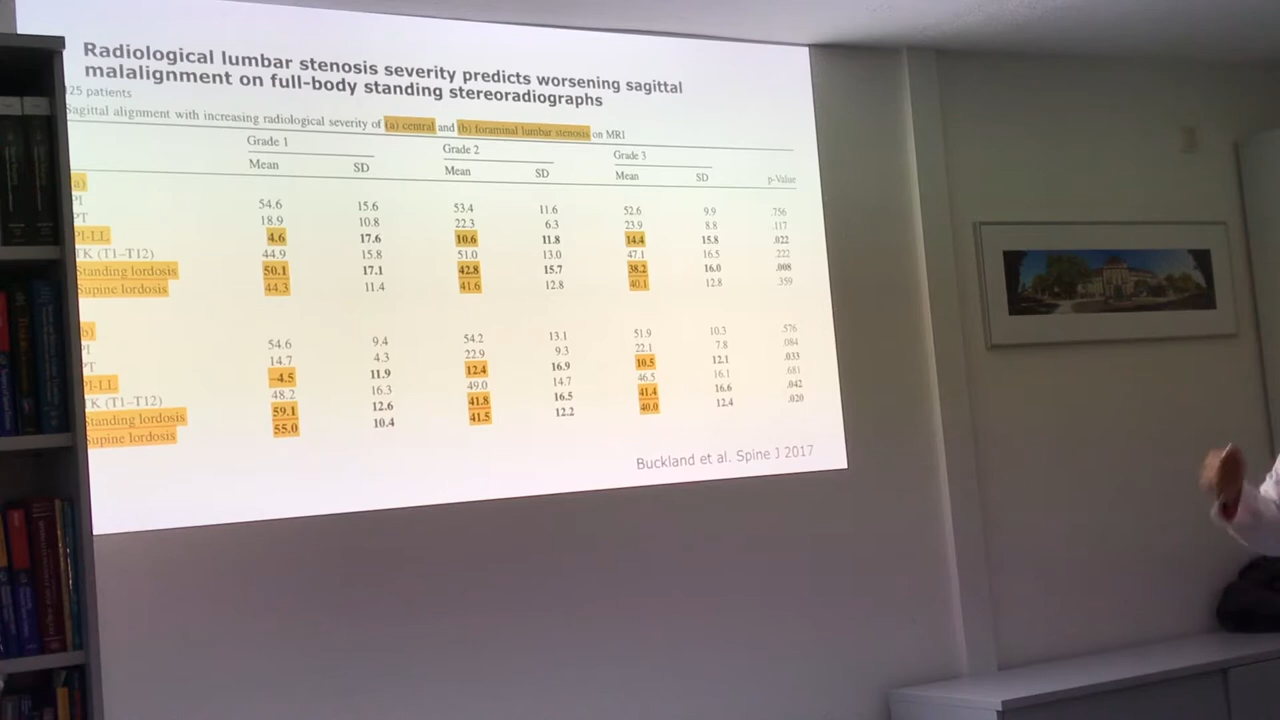 Radiological lumbar stenosis severity predicts worsening sagittal
malalignment on full-body standing stereoradiographs
25 patients
Sagittal alignment with increasing radiological severity of (a) central and (b) foraminal lumbar stenosis on MRI
Grade 1 Grade 2 Grade 3
Mean SD Mean SD Mean SD p-Value
a)
PI 54.6 15.6 53.4 11.6 52.6 9.9 .756
PT 18.9 10.8 22.3 6.3 23.9 8.8 .117
PI-LL 4.6 17.6 10.6 11.8 14.4 15.8 .022
TK (T1–T12) 44.9 15.8 51.0 13.0 47.1 16.5 .222
Standing lordosis 50.1 17.1 42.8 15.7 38.2 16.0 .008
Supine lordosis 44.3 11.4 41.6 12.8 40.1 12.8 .359
b)
PI 54.6 9.4 54.2 13.1 51.9 10.3 .576
PT 14.7 4.3 22.9 9.3 22.1 7.8 .084
PI-LL –4.5 11.9 12.4 16.9 10.5 12.1 .033
TK (T1–T12) 48.2 16.3 49.0 14.7 46.5 16.1 .681
Standing lordosis 59.1 12.6 41.8 16.5 41.4 16.6 .042
Supine lordosis 55.0 10.4 41.5 12.2 40.0 12.4 .020
Buckland et al. Spine J 2017